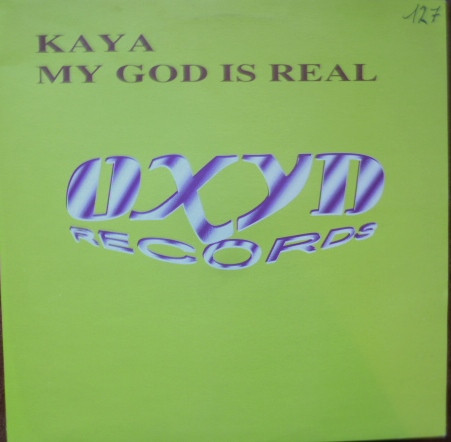 127
KAYA
MY GOD IS REAL
OXYD
RECORDS